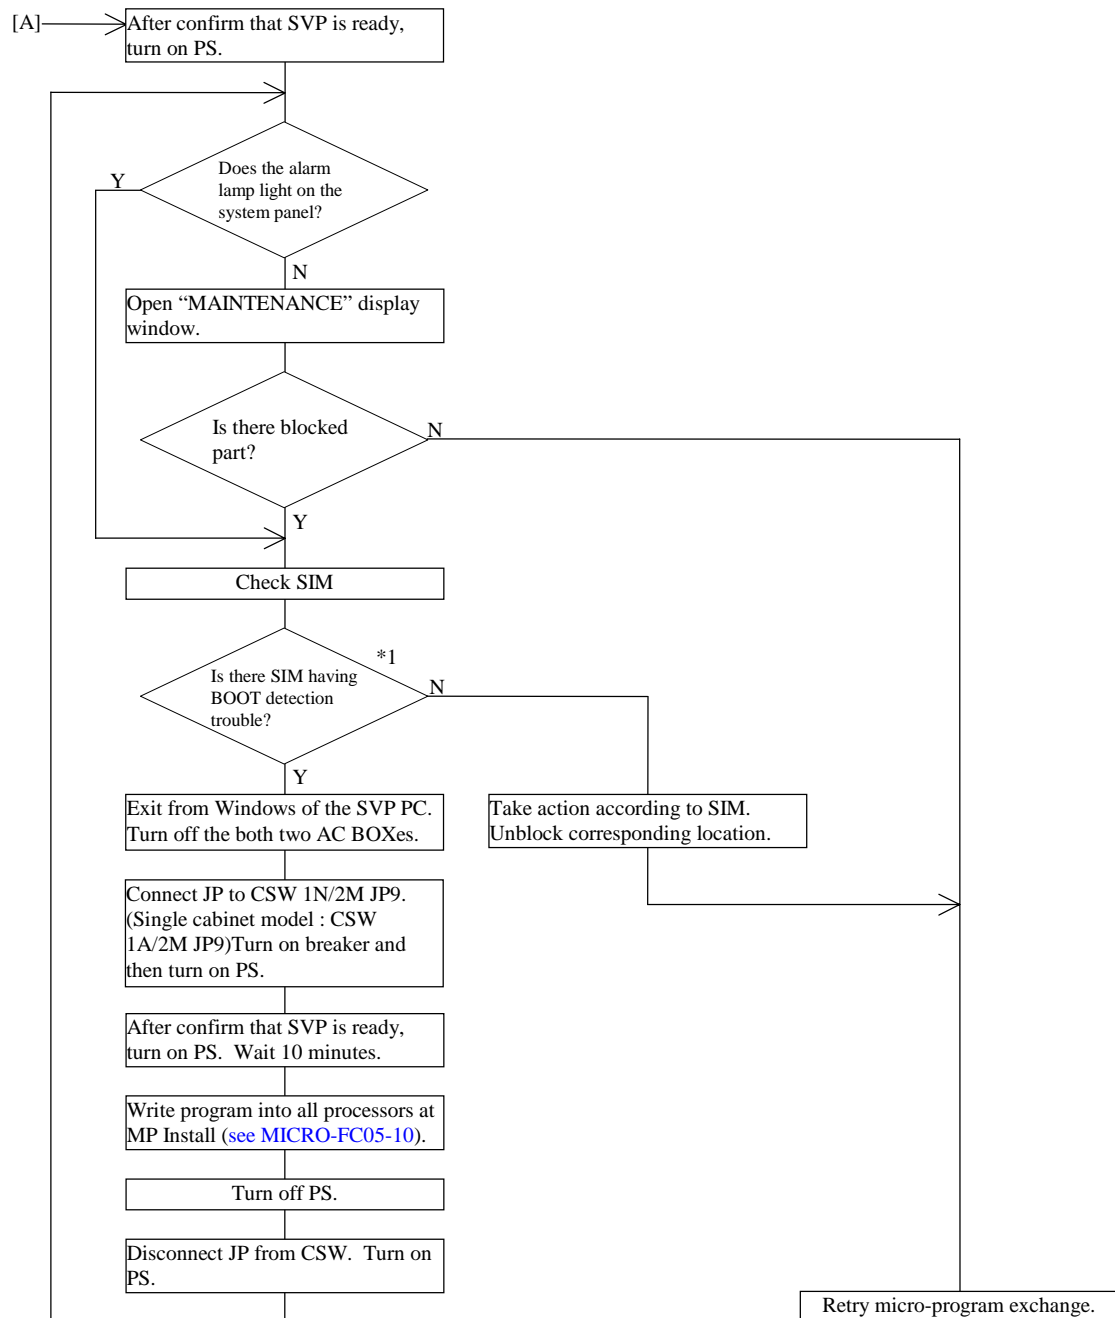 [A]
After confirm that SVP is ready,
turn on PS.
Does the alarm
lamp light on the
system panel?
Y
N
Open “MAINTENANCE” display
window.
Is there blocked
part?
N
Y
Check SIM
*1
Is there SIM having
BOOT detection
trouble?
N
Y
Exit from Windows of the SVP PC.
Turn off the both two AC BOXes.
Take action according to SIM.
Unblock corresponding location.
Connect JP to CSW 1N/2M JP9.
(Single cabinet model : CSW
1A/2M JP9)Turn on breaker and
then turn on PS.
After confirm that SVP is ready,
turn on PS.  Wait 10 minutes.
Write program into all processors at
MP Install (see MICRO-FC05-10).
Turn off PS.
Disconnect JP from CSW.  Turn on
PS.
Retry micro-program exchange.